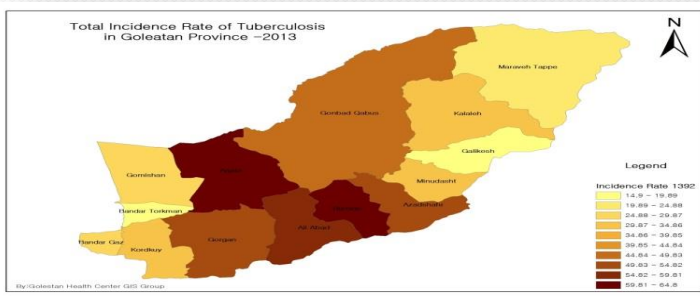 Total Incidence Rate of Tuberculosis
in Goleatan Province -2013
N
Maraveh Tappe
Gonbad Qabus
Kalaleh
Galikesh
Gomishan
Minudasht
Azadshahr
Bandar Torkman
Ali Abad
Bandar Gaz
Kordkuy
Gorgan
Legend
Incidence Rate 1392
14.9 - 19.89
19.89 - 24.88
24.88 - 29.87
29.87 - 34.86
34.86 - 39.85
39.85 - 44.84
44.84 - 49.83
49.83 - 54.82
54.82 - 59.81
59.81 - 64.8
By:Golestan Health Center GIS Group